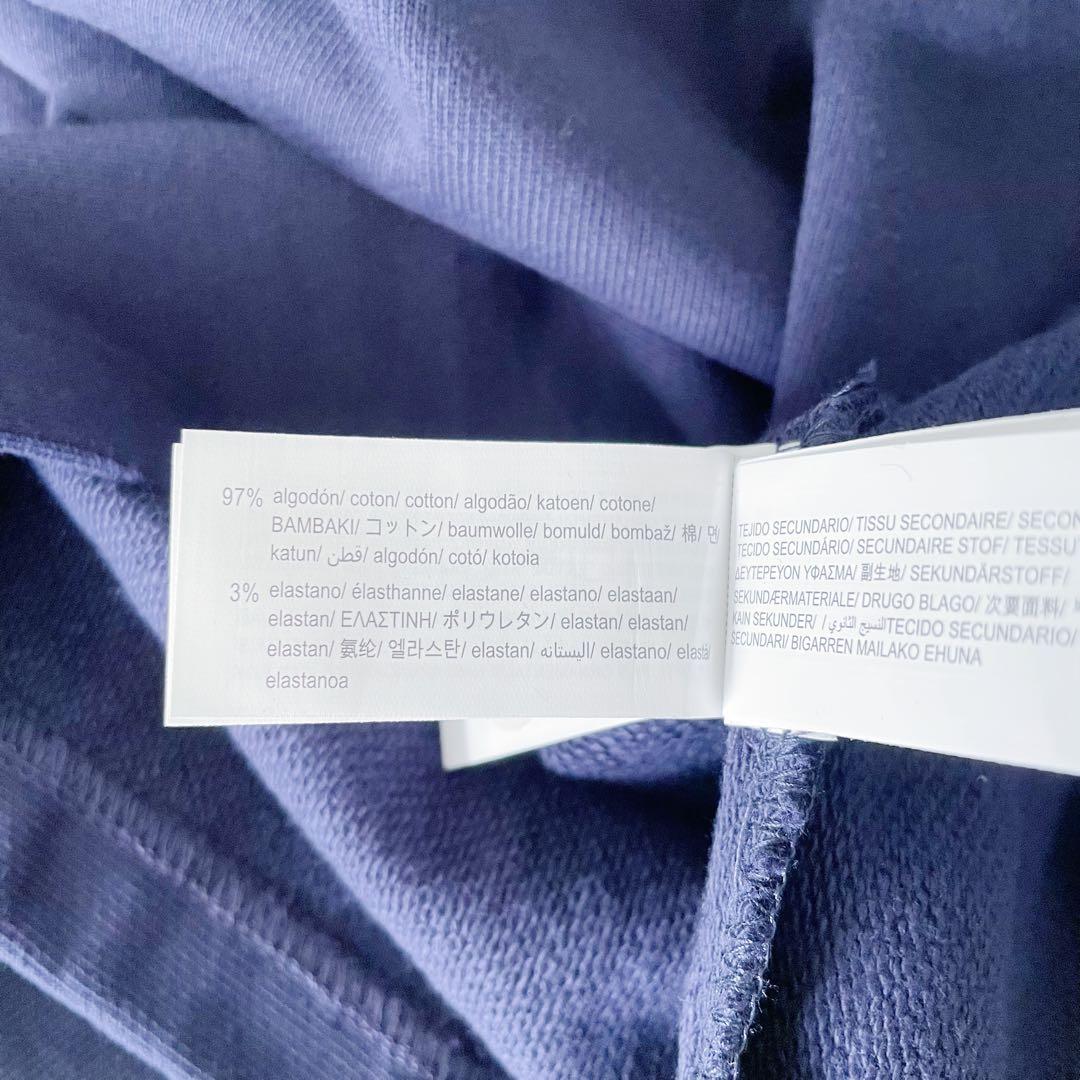 97% algodón/ coton/ cotton/ algodão/ katoen/ cotone/
BAMBAKI/ コットン/ baumwolle/ bomuld/ bombaž/ 棉/ 면/
katun/ قطن/ algodón/ cotó/ kotoia
3% elastano/ élasthanne/ elastane/ elastano/ elastaan/
elastan/ ΕΛΑΣΤΙΝΗ/ ポリウレタン/ elastan/ elastan/
elastan/ 氨纶/ 엘라스탄/ elastan/ اليستانه/ elastano/ elastà/
elastanoa
TEJIDO SECUNDARIO/ TISSU SECONDAIRE/
TECIDO SECUNDÁRIO/ SECUNDAIRE STOF/
ΔΕΥΤΕΡΕΥΟΝ ΥΦΑΣΜΑ/ 副生地/ SEKUNDÄRSTOFF/
SEKUNDÆRMATERIALE/ DRUGO BLAGO/ 次要面料/
KAIN SEKUNDER/ / النسيج الثانويTECIDO SECUNDARIO/
SECUNDARI/ BIGARREN MAILAKO EHUNA